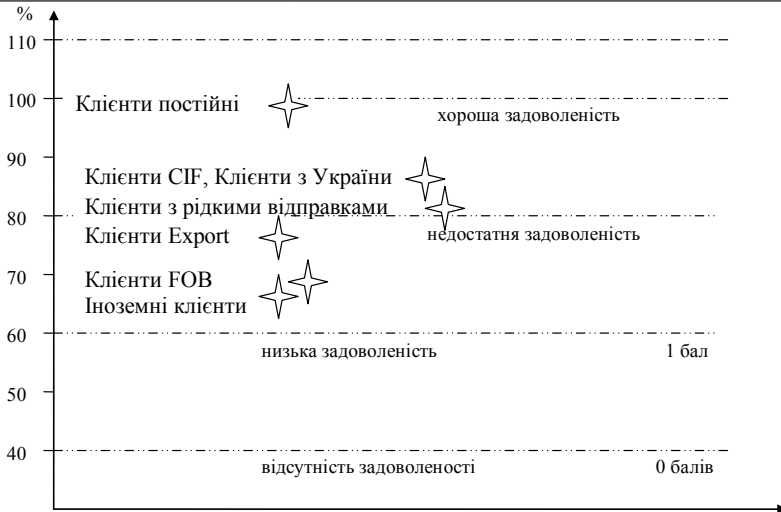 %
110
100
Клієнти постійні
хороша задоволеність
90
Клієнти CIF, Клієнти з України
Клієнти з рідкими відправками
80
Клієнти Export
недостатня задоволеність
70
Клієнти FOB
Іноземні клієнти
60
низька задоволеність 1 бал
50
40
відсутність задоволеності 0 балів